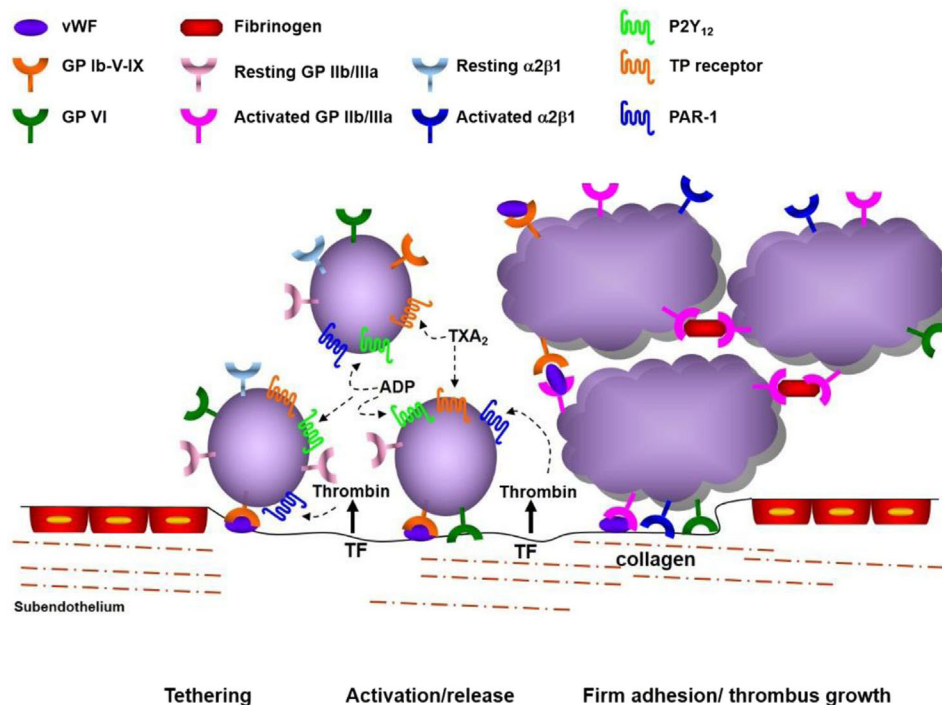 vWF
Fibrinogen
P2Y12
GP Ib-V-IX
Resting GP IIb/IIIa
Resting α2β1
TP receptor
GP VI
Activated GP IIb/IIIa
Activated α2β1
PAR-1
TXA2
ADP
Thrombin
Thrombin
TF
TF
collagen
Subendothelium
Tethering
Activation/release
Firm adhesion/ thrombus growth